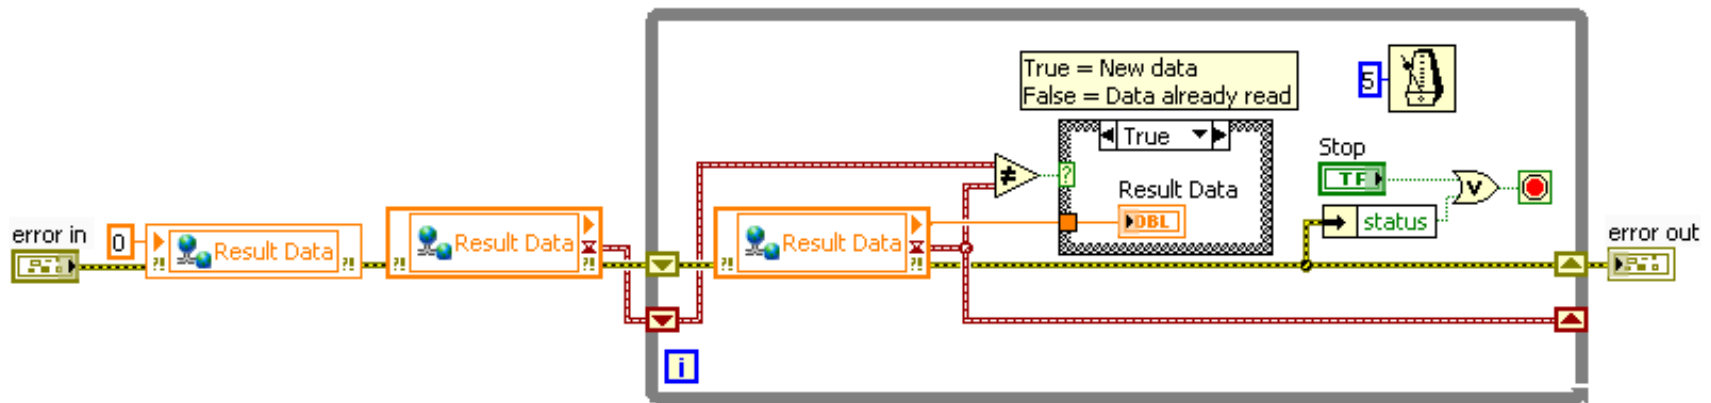 True = New data
False = Data already read
5
True
?
Stop
TF
Result Data
DBL
status
error in
0
?!
Result Data
?!
?!
Result Data
?!
?!
Result Data
?!
error out
i